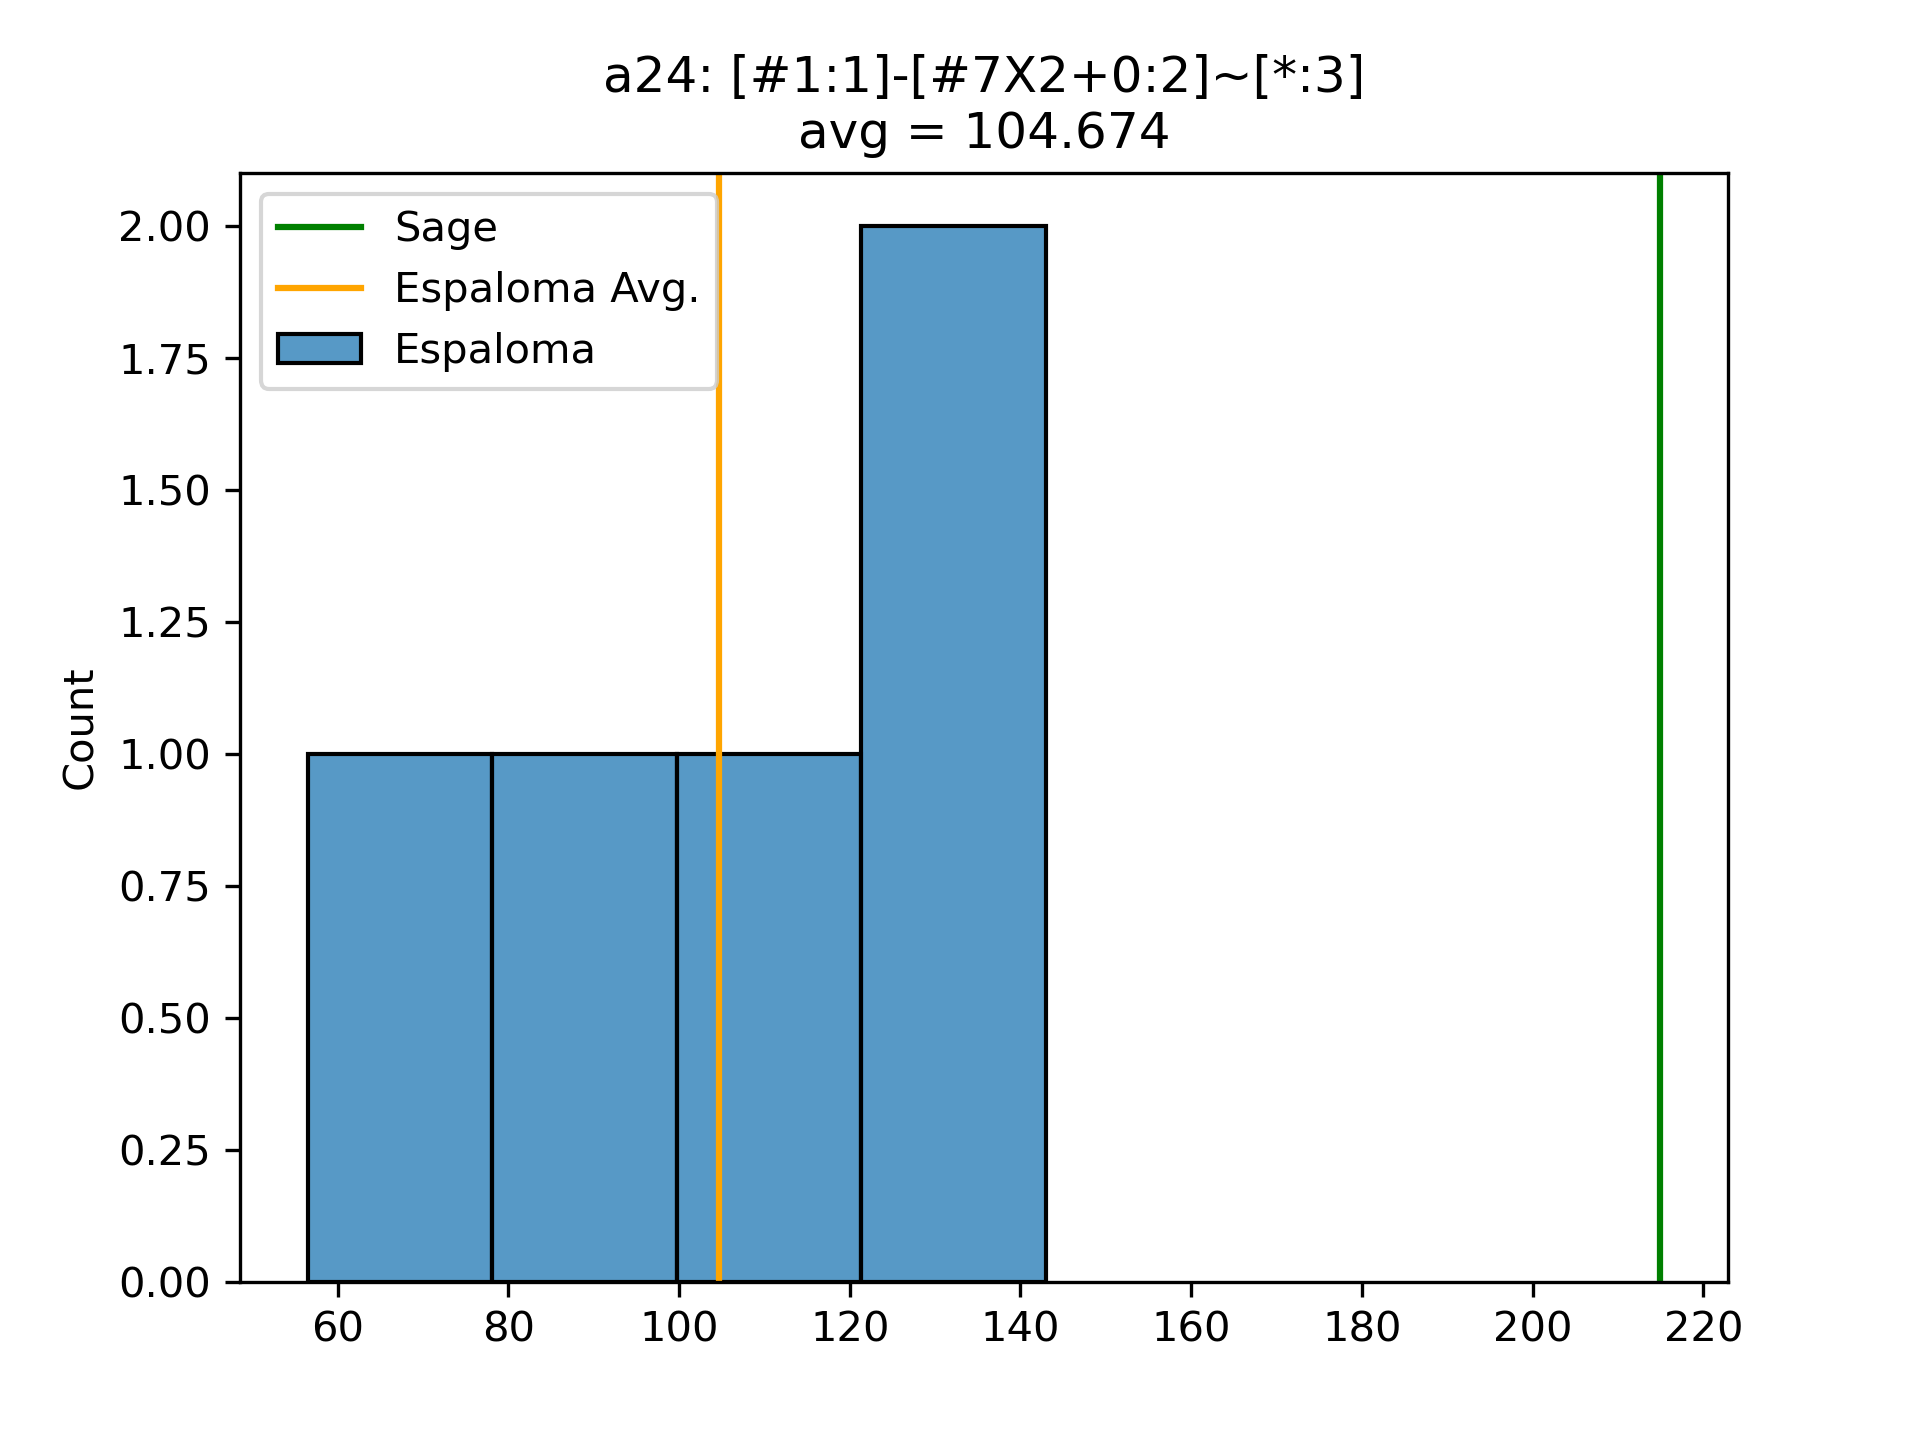 a24: [#1:1]-[#7X2+0:2]~[*:3]
avg = 104.674
Sage
Espaloma Avg.
Espaloma
Count
2.00
1.75
1.50
1.25
1.00
0.75
0.50
0.25
0.00
60 80 100 120 140 160 180 200 220